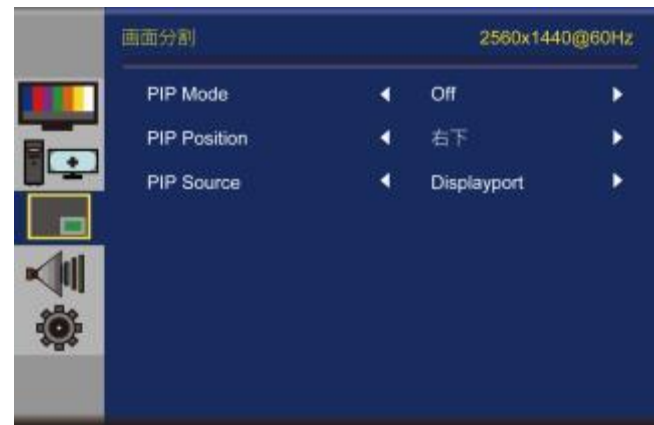 画面分割 2560x1440@60Hz
PIP Mode Off
PIP Position 右下
PIP Source Displayport